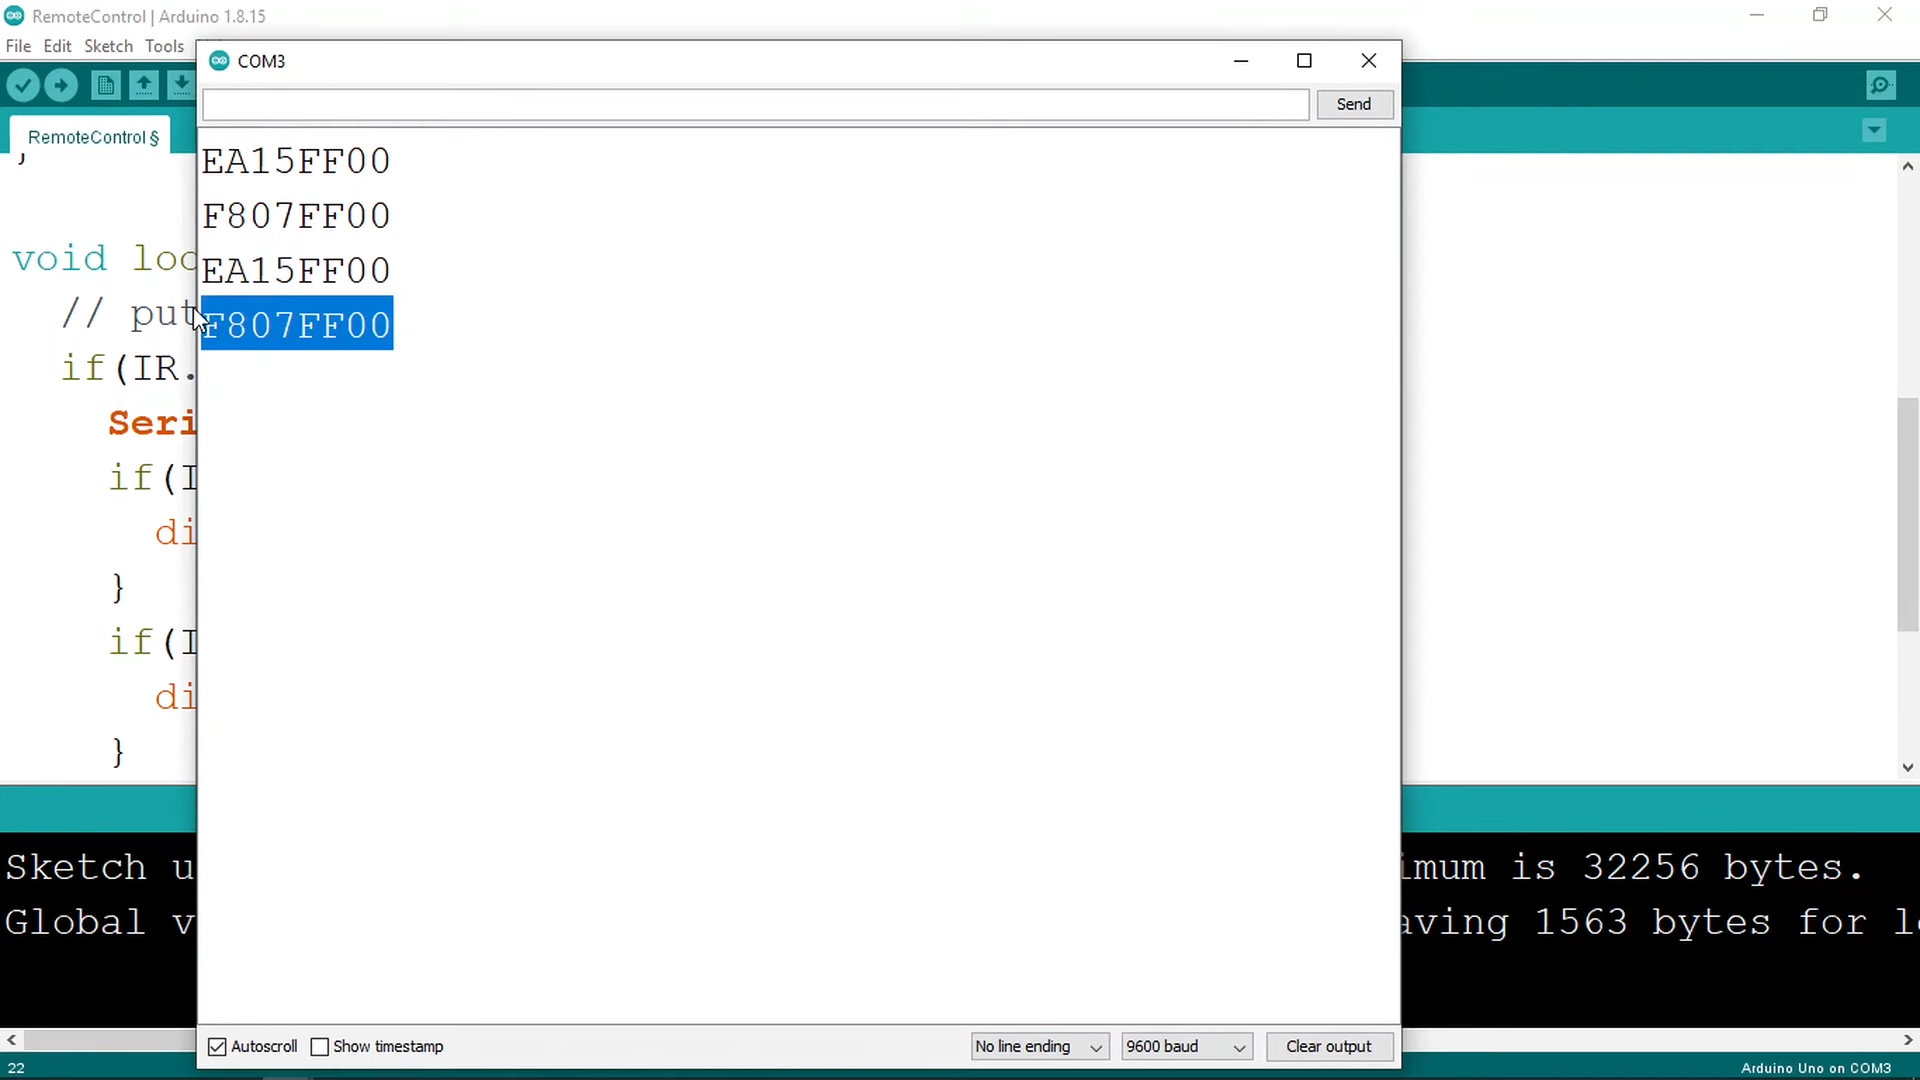 RemoteControl | Arduino 1.8.15
File Edit Sketch Tools
COM3
Send
RemoteControl §
EA15FF00
F807FF00
EA15FF00
F807FF00
}
void loo
// put
if(IR.
Seri
if(I
di
}
if(I
di
}
Sketch u
imum is 32256 bytes.
Global v
aving 1563 bytes for lo
Autoscroll
Show timestamp
No line ending
9600 baud
Clear output
22
Arduino Uno on COM3